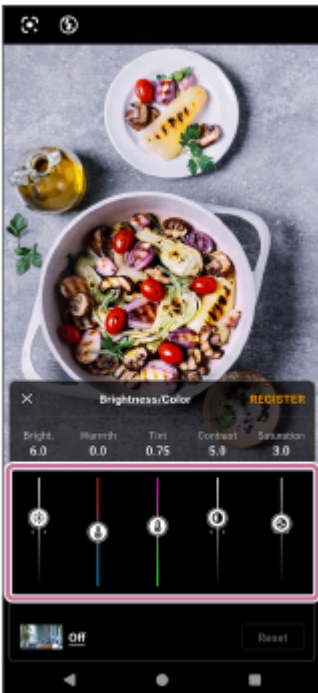 Brightness/Color REGISTER
Bright. Warmth Tint Contrast Saturation
6.0 0.0 0.75 5.0 3.0
Off Reset